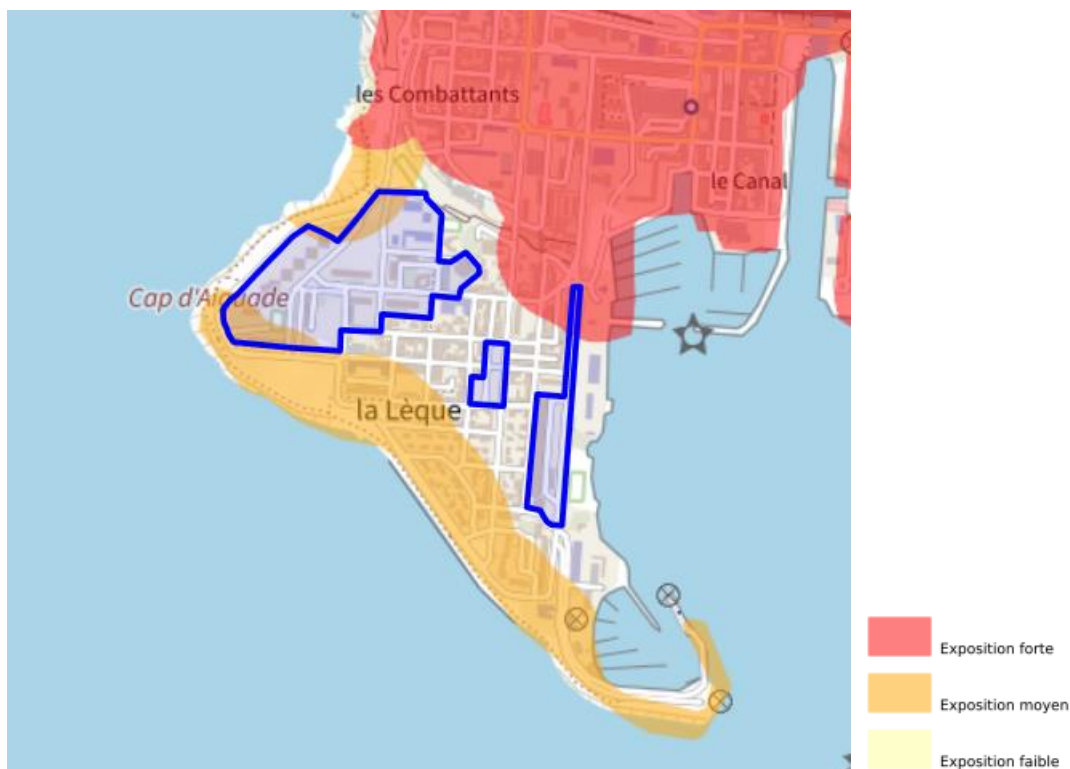 les Combattants
le Canal
Cap d'Aiguade
la Lèque
Exposition forte
Exposition moyen
Exposition faible